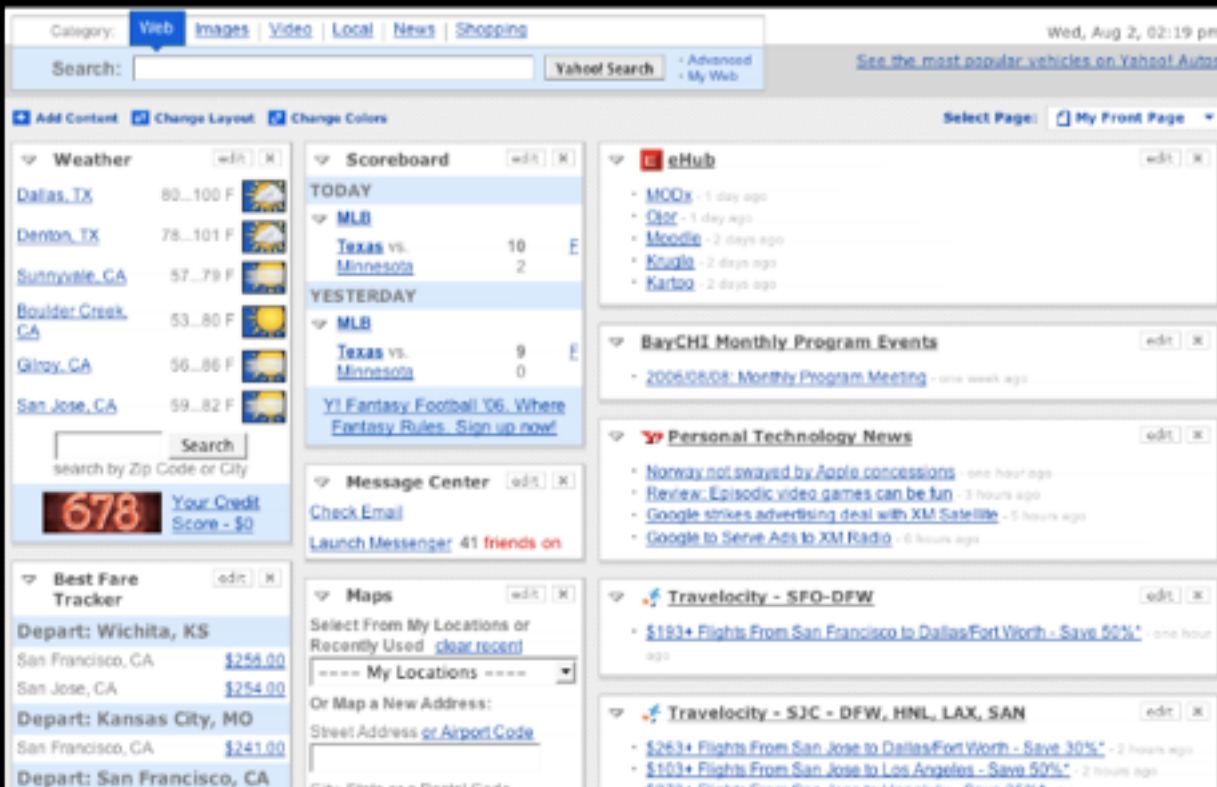 Category: Web Images | Video | Local | News | Shopping
Wed, Aug 2, 02:19 pm
Search: Yahoo! Search · Advanced
· My Web
See the most popular vehicles on Yahoo! Autos
Add Content Change Layout Change Colors
Select Page: My Front Page
Weather edit
Dallas, TX 80...100 F
Denton, TX 78...101 F
Sunnyvale, CA 57...79 F
Boulder Creek,
CA 53...80 F
Gilroy, CA 56...86 F
San Jose, CA 59...82 F
Search
search by Zip Code or City
678 Your Credit
Score - $0
Best Fare
Tracker edit
Depart: Wichita, KS
San Francisco, CA $256.00
San Jose, CA $254.00
Depart: Kansas City, MO
San Francisco, CA $241.00
Depart: San Francisco, CA
Scoreboard edit
TODAY
MLB
Texas vs. 10 F
Minnesota 2
YESTERDAY
MLB
Texas vs. 9 F
Minnesota 0
Y! Fantasy Football '06. Where
Fantasy Rules. Sign up now!
Message Center edit
Check Email
Launch Messenger 41 friends on
Maps edit
Select From My Locations or
Recently Used clear recent
---- My Locations ----
Or Map a New Address:
Street Address or Airport Code
eHub edit
· MODx - 1 day ago
· Ojor - 1 day ago
· Moodle - 2 days ago
· Krugle - 2 days ago
· Kartoo - 2 days ago
BayCHI Monthly Program Events edit
· 2006/08/08: Monthly Program Meeting - one week ago
Personal Technology News edit
· Norway not swayed by Apple concessions - one hour ago
· Review: Episodic video games can be fun - 3 hours ago
· Google strikes advertising deal with XM Satellite - 5 hours ago
· Google to Serve Ads to XM Radio - 6 hours ago
Travelocity - SFO-DFW edit
· $193+ Flights From San Francisco to Dallas/Fort Worth - Save 50%* - one hour
ago
Travelocity - SJC - DFW, HNL, LAX, SAN edit
· $263+ Flights From San Jose to Dallas/Fort Worth - Save 30%* - 2 hours ago
· $103+ Flights From San Jose to Los Angeles - Save 50%* - 2 hours ago